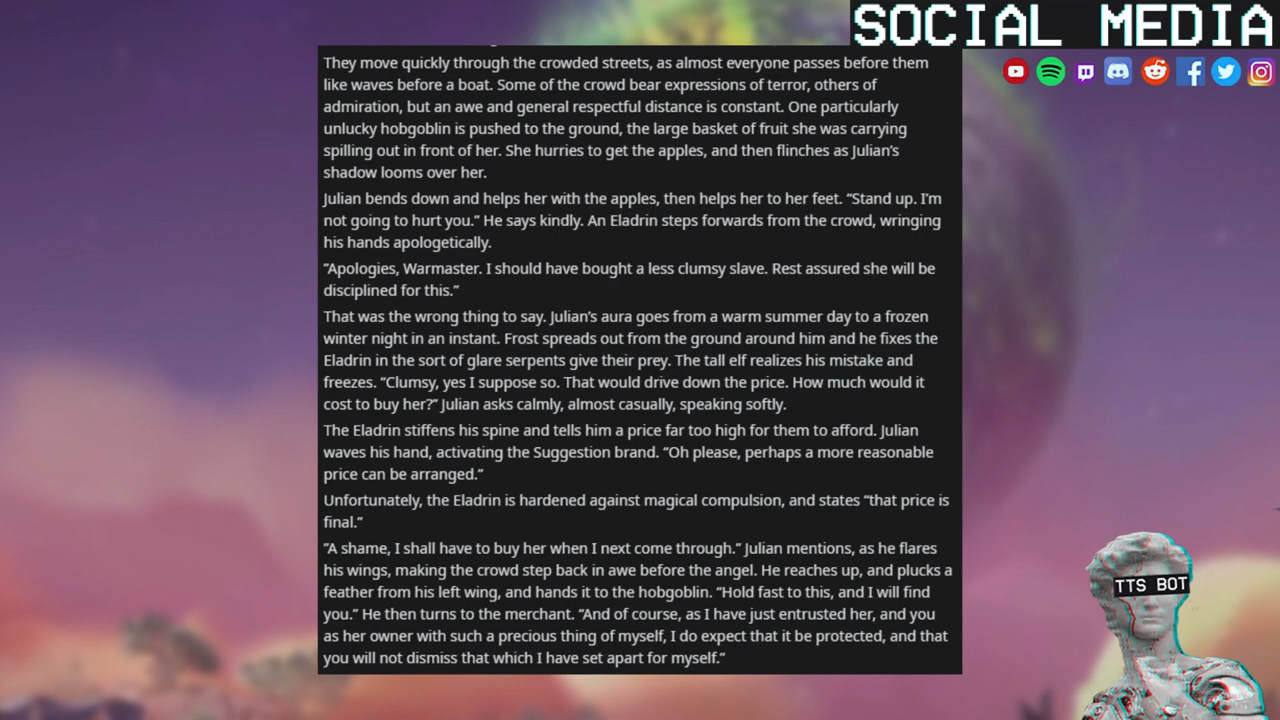 SOCIAL MEDIA
They move quickly through the crowded streets, as almost everyone passes before them
like waves before a boat. Some of the crowd bear expressions of terror, others of
admiration, but an awe and general respectful distance is constant. One particularly
unlucky hobgoblin is pushed to the ground, the large basket of fruit she was carrying
spilling out in front of her. She hurries to get the apples, and then flinches as Julian’s
shadow looms over her.
Julian bends down and helps her with the apples, then helps her to her feet. “Stand up. I’m
not going to hurt you.” He says kindly. An Eladrin steps forwards from the crowd, wringing
his hands apologetically.
“Apologies, Warmaster. I should have bought a less clumsy slave. Rest assured she will be
disciplined for this.”
That was the wrong thing to say. Julian’s aura goes from a warm summer day to a frozen
winter night in an instant. Frost spreads out from the ground around him and he fixes the
Eladrin in the sort of glare serpents give their prey. The tall elf realizes his mistake and
freezes. “Clumsy, yes I suppose so. That would drive down the price. How much would it
cost to buy her?” Julian asks calmly, almost casually, speaking softly.
The Eladrin stiffens his spine and tells him a price far too high for them to afford. Julian
waves his hand, activating the Suggestion brand. “Oh please, perhaps a more reasonable
price can be arranged.”
Unfortunately, the Eladrin is hardened against magical compulsion, and states “that price is
final.”
“A shame, I shall have to buy her when I next come through.” Julian mentions, as he flares
his wings, making the crowd step back in awe before the angel. He reaches up, and plucks a
feather from his left wing, and hands it to the hobgoblin. “Hold fast to this, and I will find
you.” He then turns to the merchant. “And of course, as I have just entrusted her, and you
as her owner with such a precious thing of myself, I do expect that it be protected, and that
you will not dismiss that which I have set apart for myself.”
TTS BOT